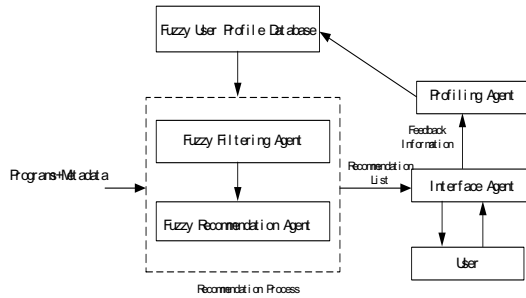 Fuzzy User Profile Database
Profiling Agent
Feedback
Information
Fuzzy Filtering Agent
Programs+Metadata
Recommendation
List
Interface Agent
Fuzzy Recommendation Agent
User
Recommendation Process